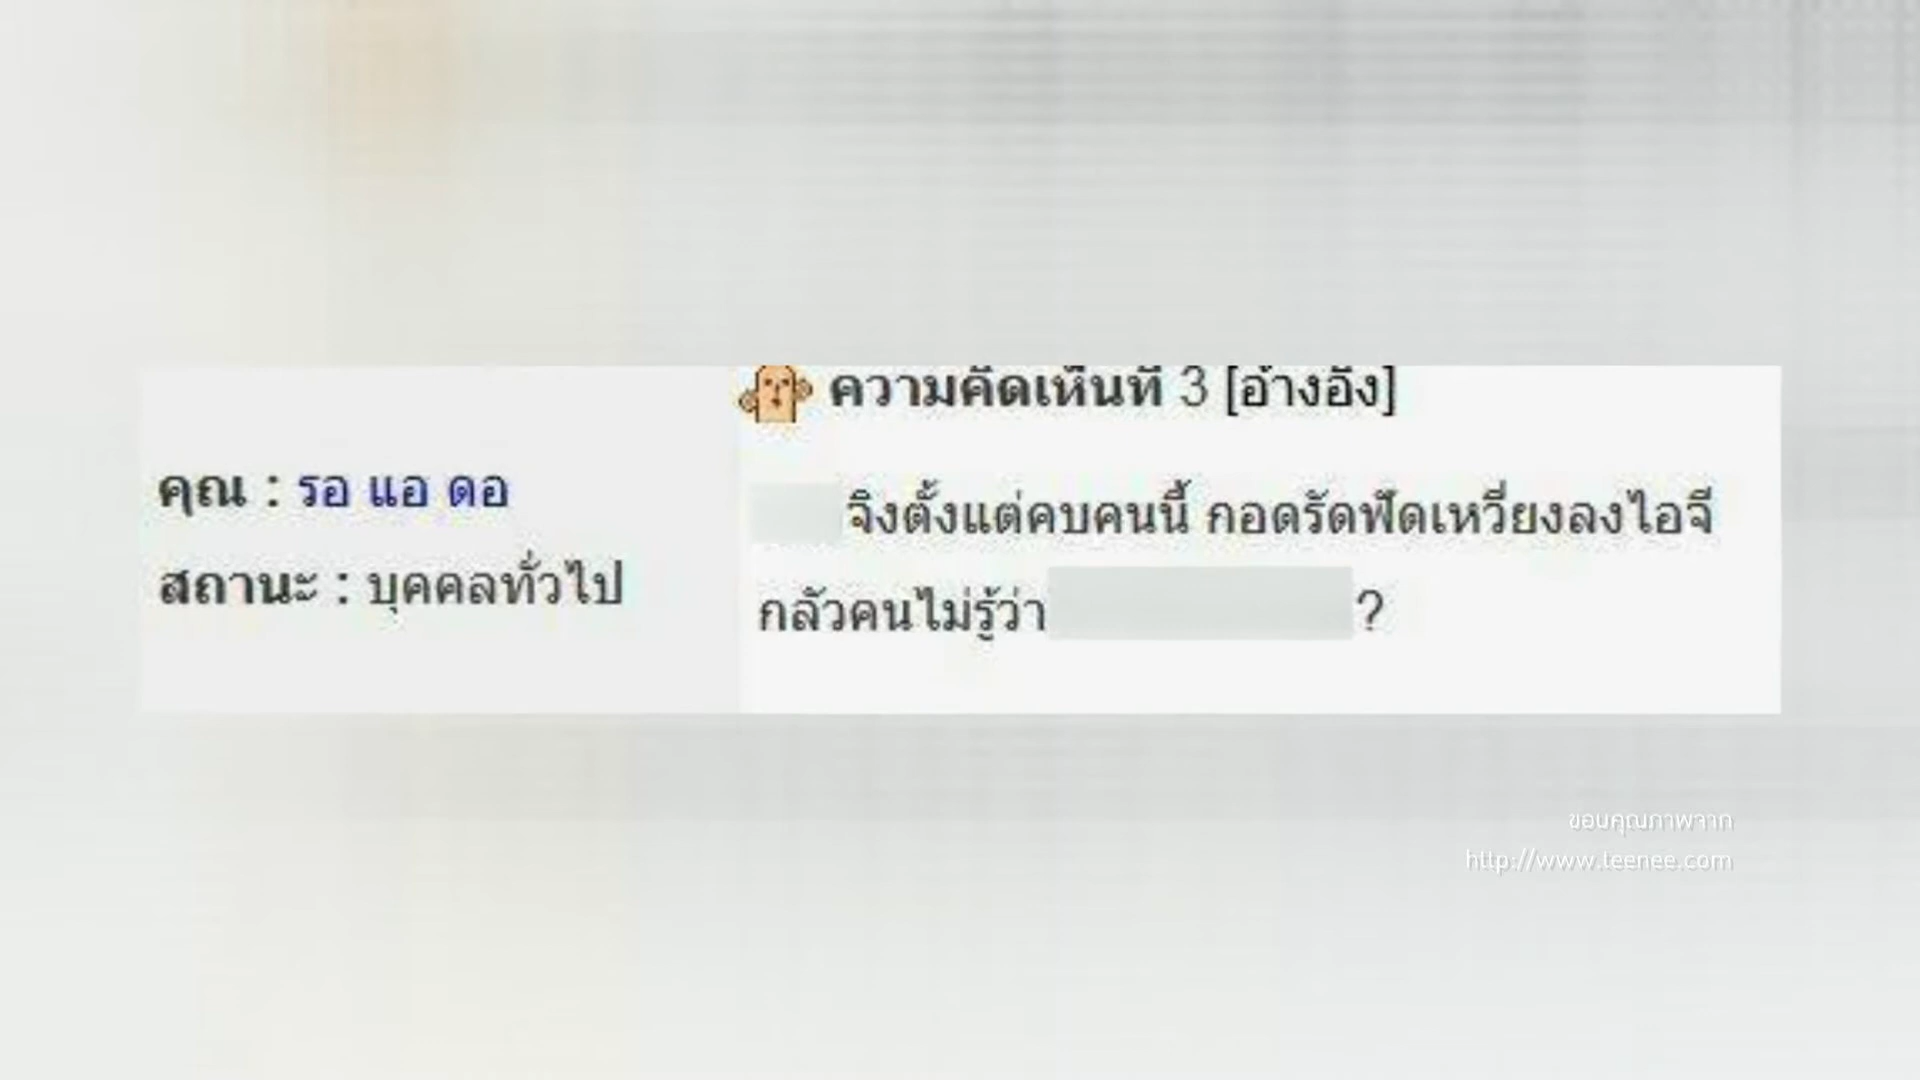 ความคิดเห็นที่ 3 [อ้างอิง]
คุณ : รอ แอ ดอ
สถานะ : บุคคลทั่วไป
จิงตั้งแต่คบคนนี้ กอดรัดฟัดเหวี่ยงลงไอจี
กลัวคนไม่รู้ว่า ?
ขอบคุณภาพจาก
http://www.teenee.com